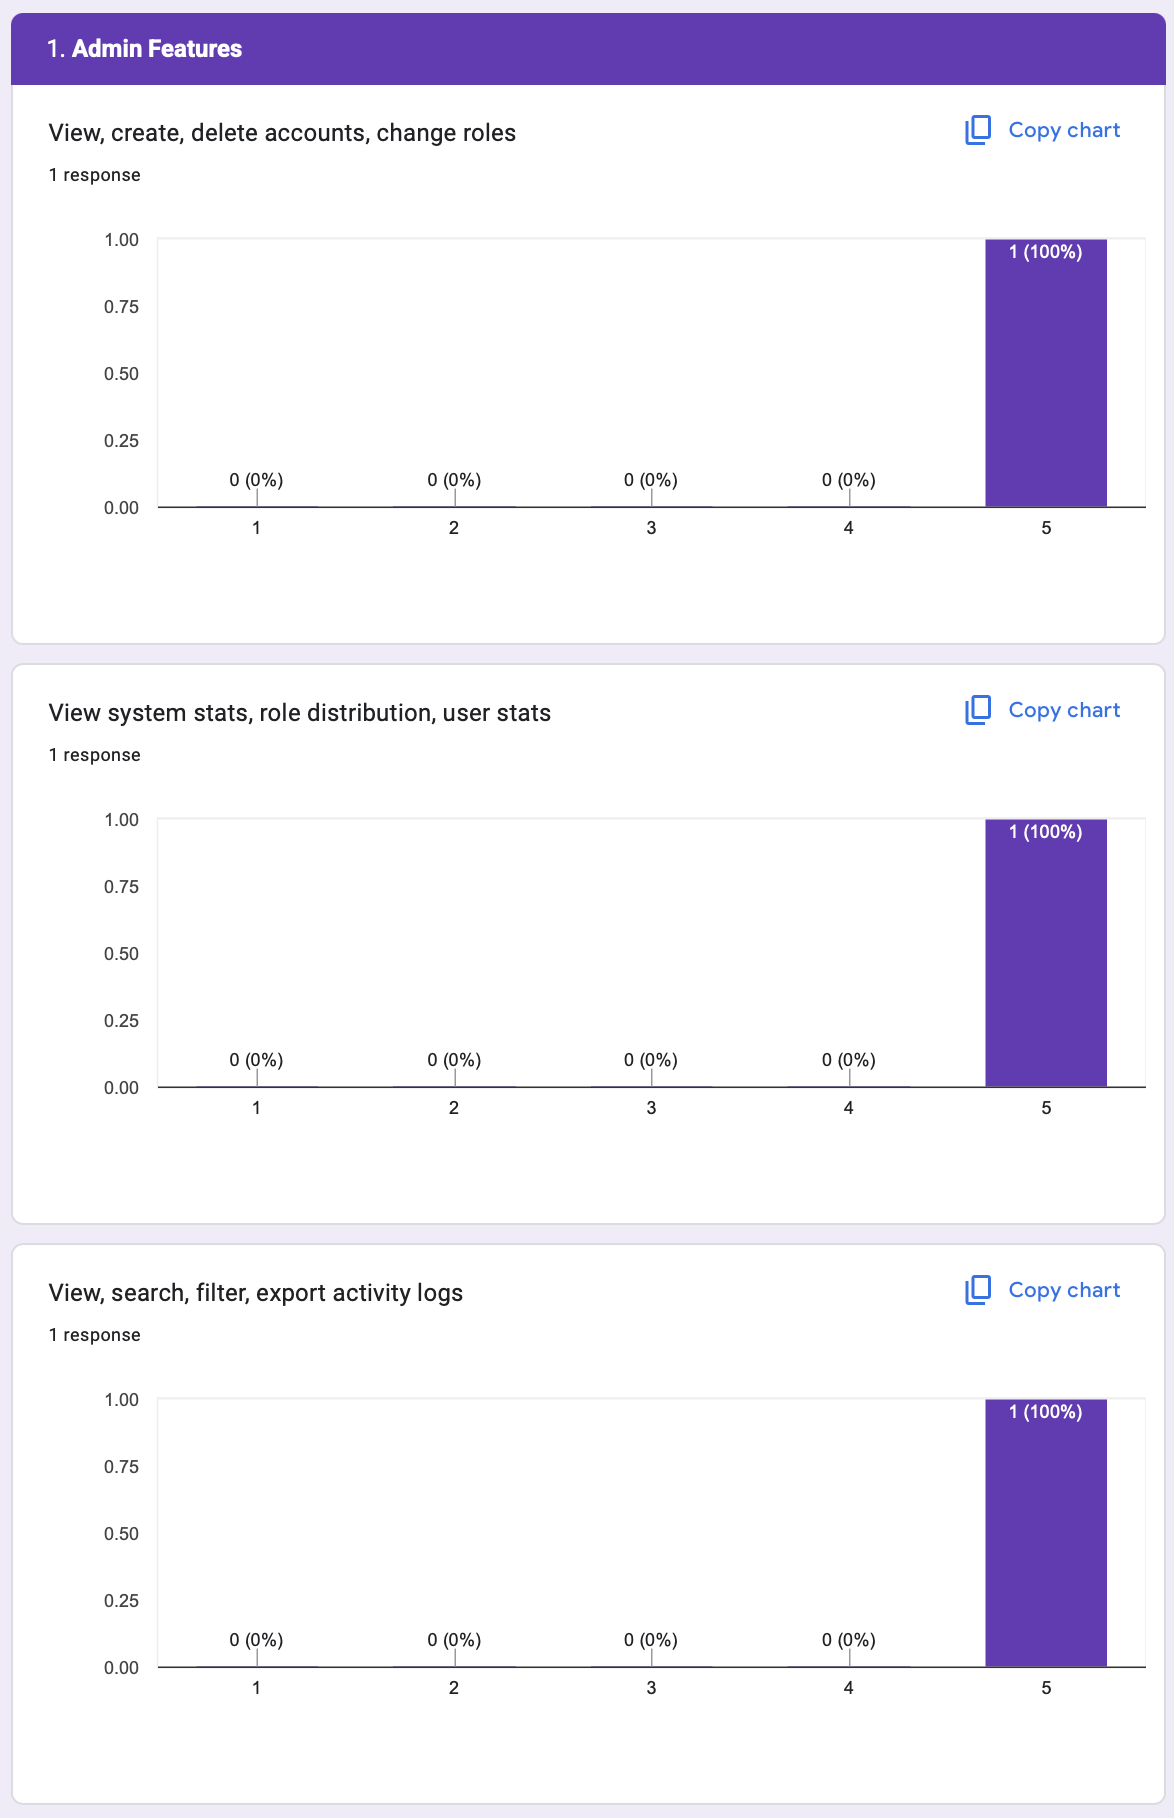 1. Admin Features
View, create, delete accounts, change roles
Copy chart
1 response
1.00
1 (100%)
0.75
0.50
0.25
0 (0%) 0 (0%) 0 (0%) 0 (0%)
0.00
1 2 3 4 5
View system stats, role distribution, user stats
Copy chart
1 response
1.00
1 (100%)
0.75
0.50
0.25
0 (0%) 0 (0%) 0 (0%) 0 (0%)
0.00
1 2 3 4 5
View, search, filter, export activity logs
Copy chart
1 response
1.00
1 (100%)
0.75
0.50
0.25
0 (0%) 0 (0%) 0 (0%) 0 (0%)
0.00
1 2 3 4 5